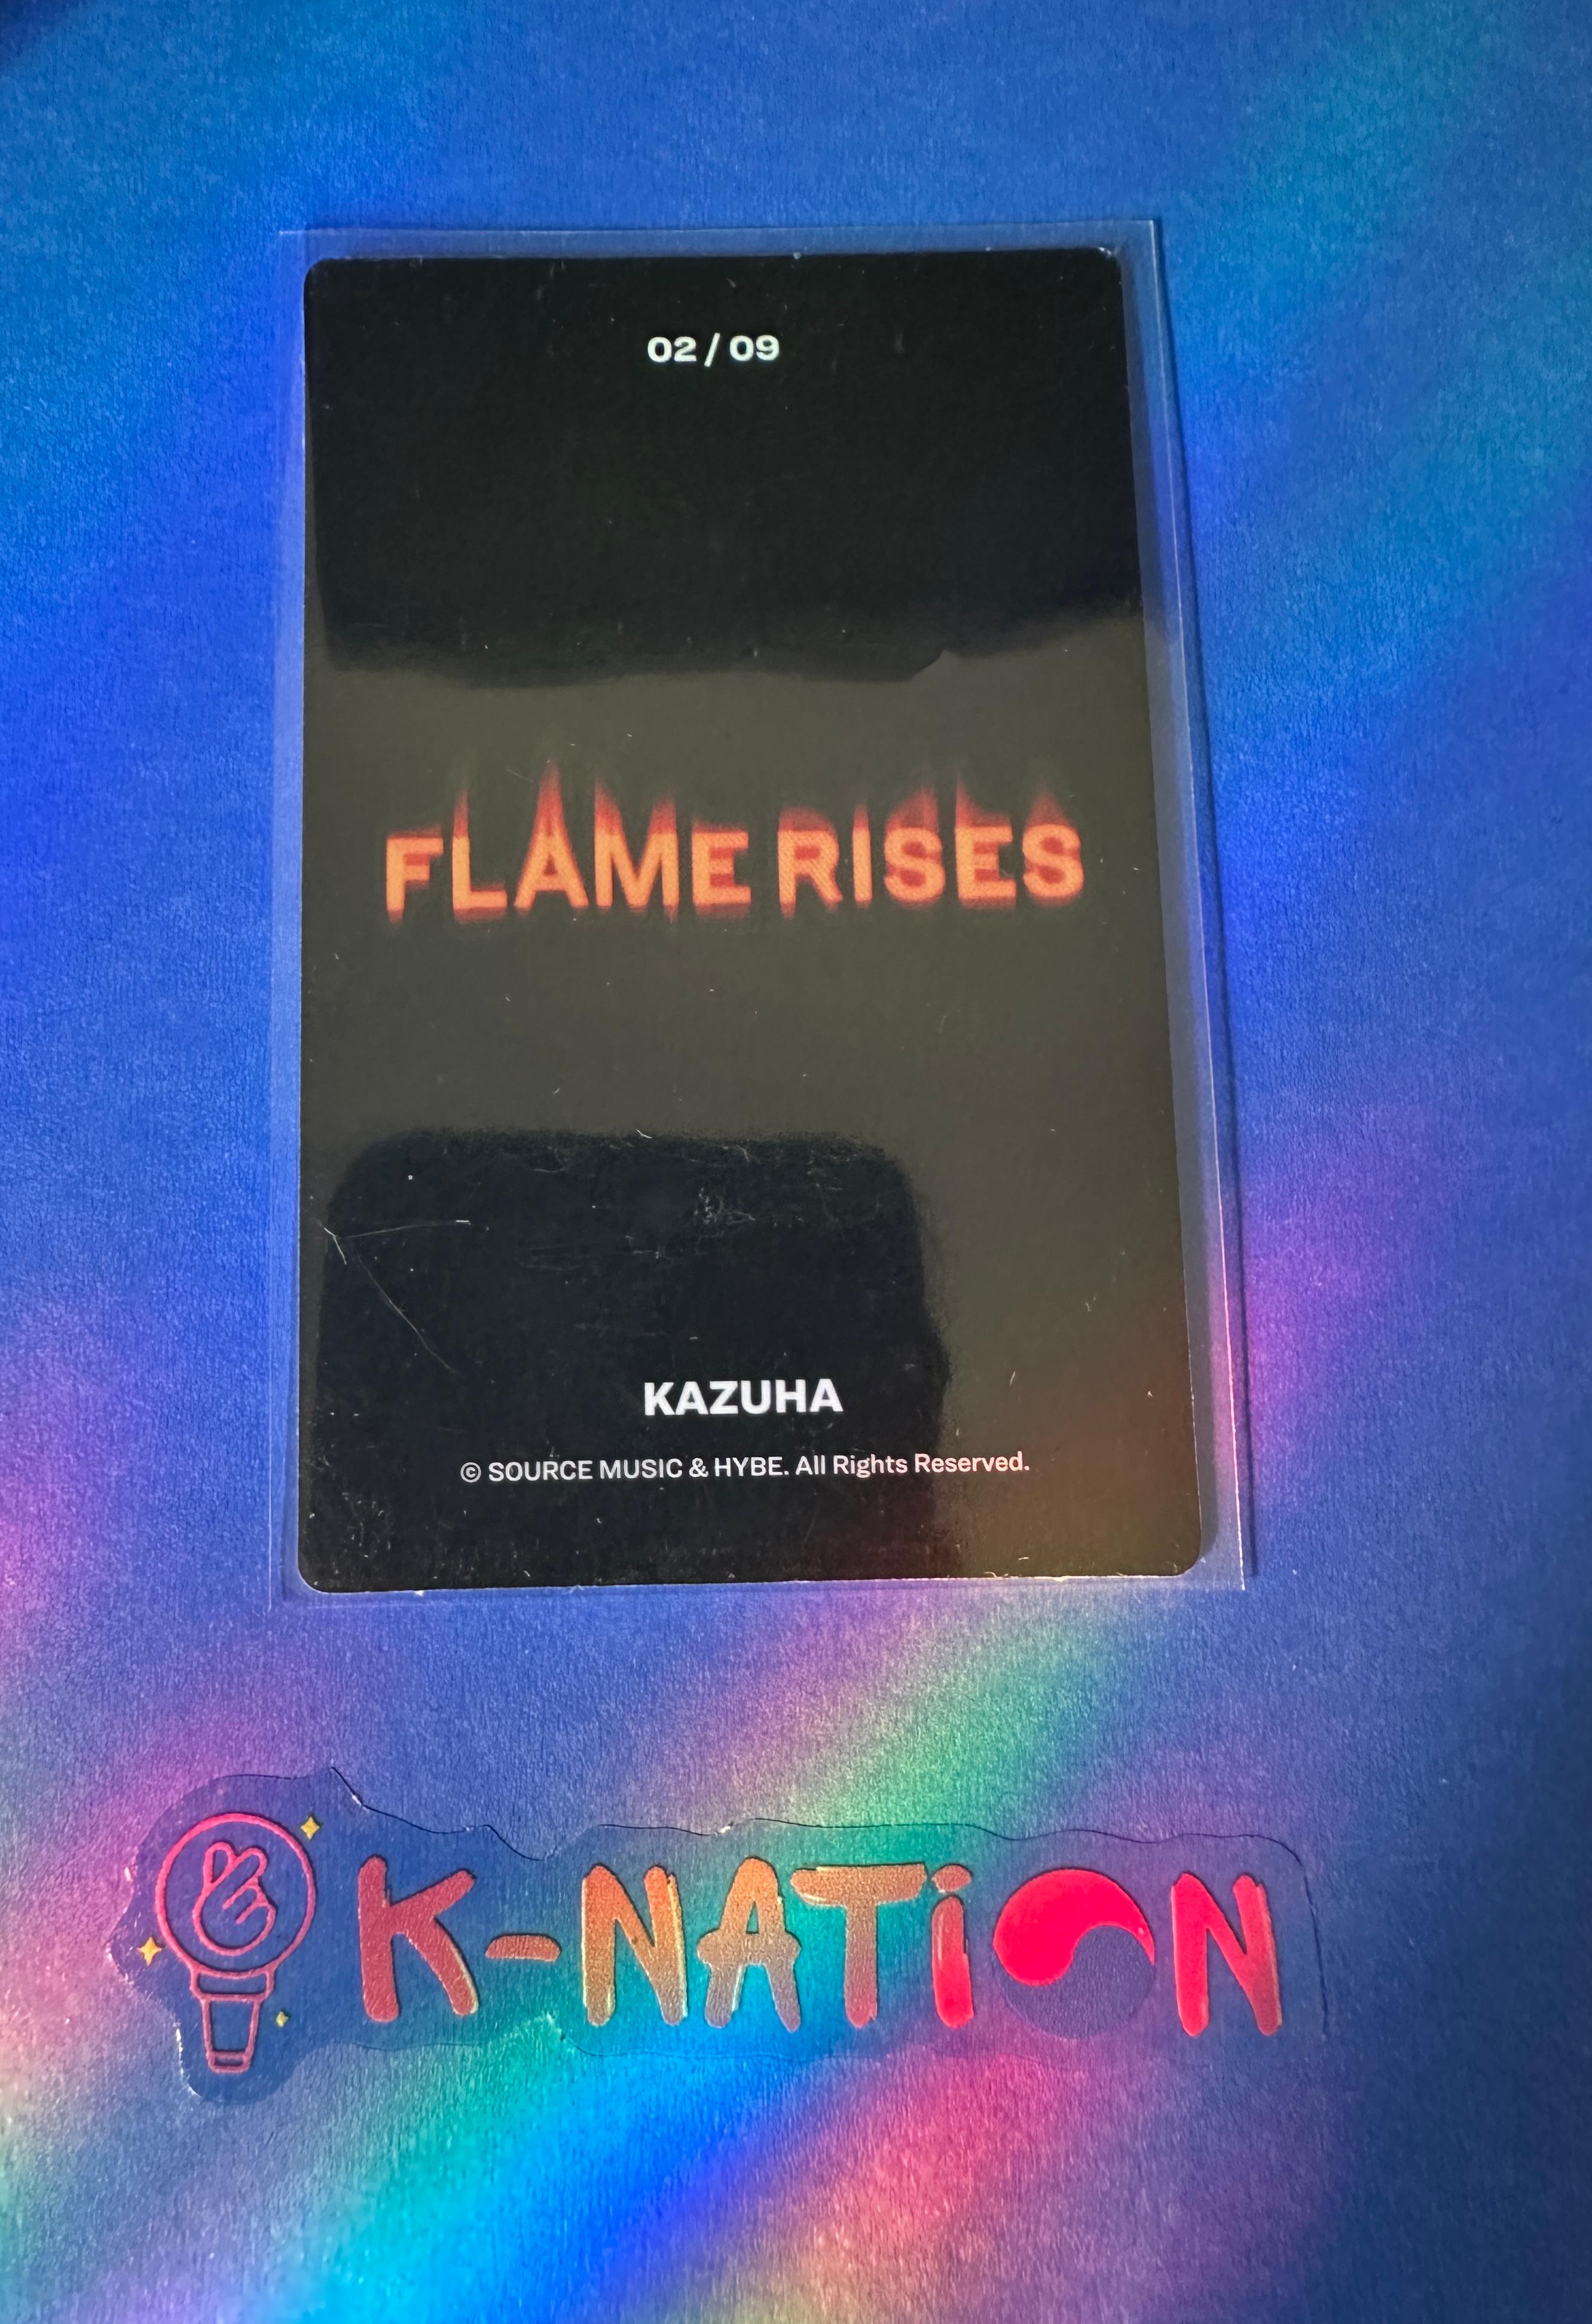 02 / 09
FLAME RISES
KAZUHA
© SOURCE MUSIC & HYBE. All Rights Reserved.
K-NATiON